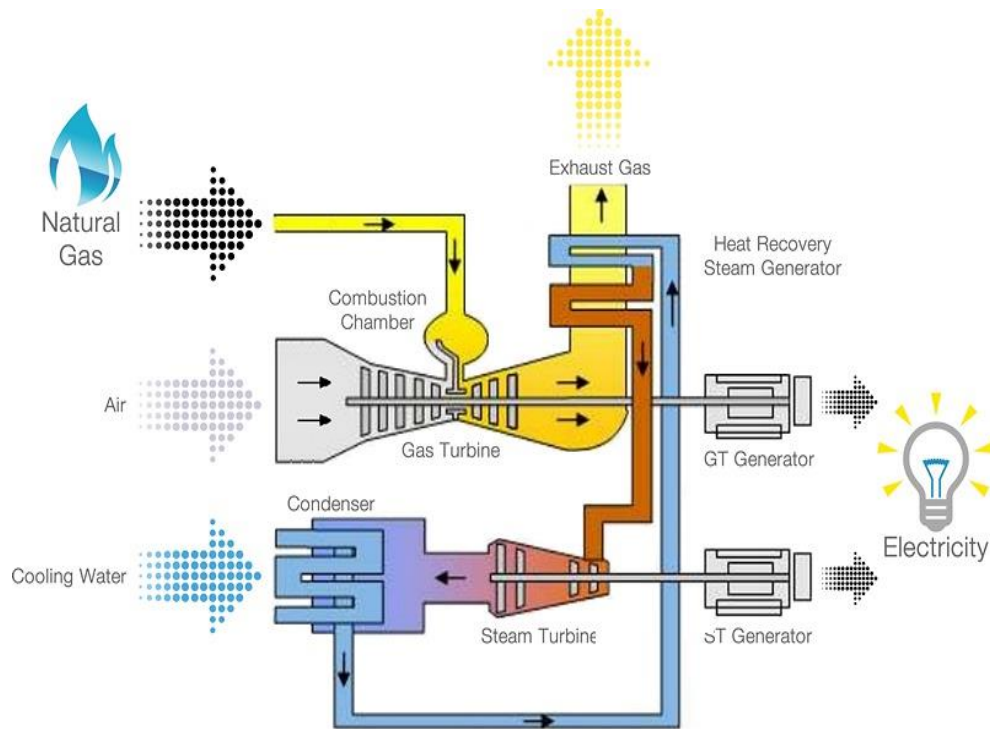 Exhaust Gas
Natural
Gas
Heat Recovery
Steam Generator
Combustion
Chamber
Air
Gas Turbine
GT Generator
Condenser
Electricity
Cooling Water
Steam Turbine
ST Generator